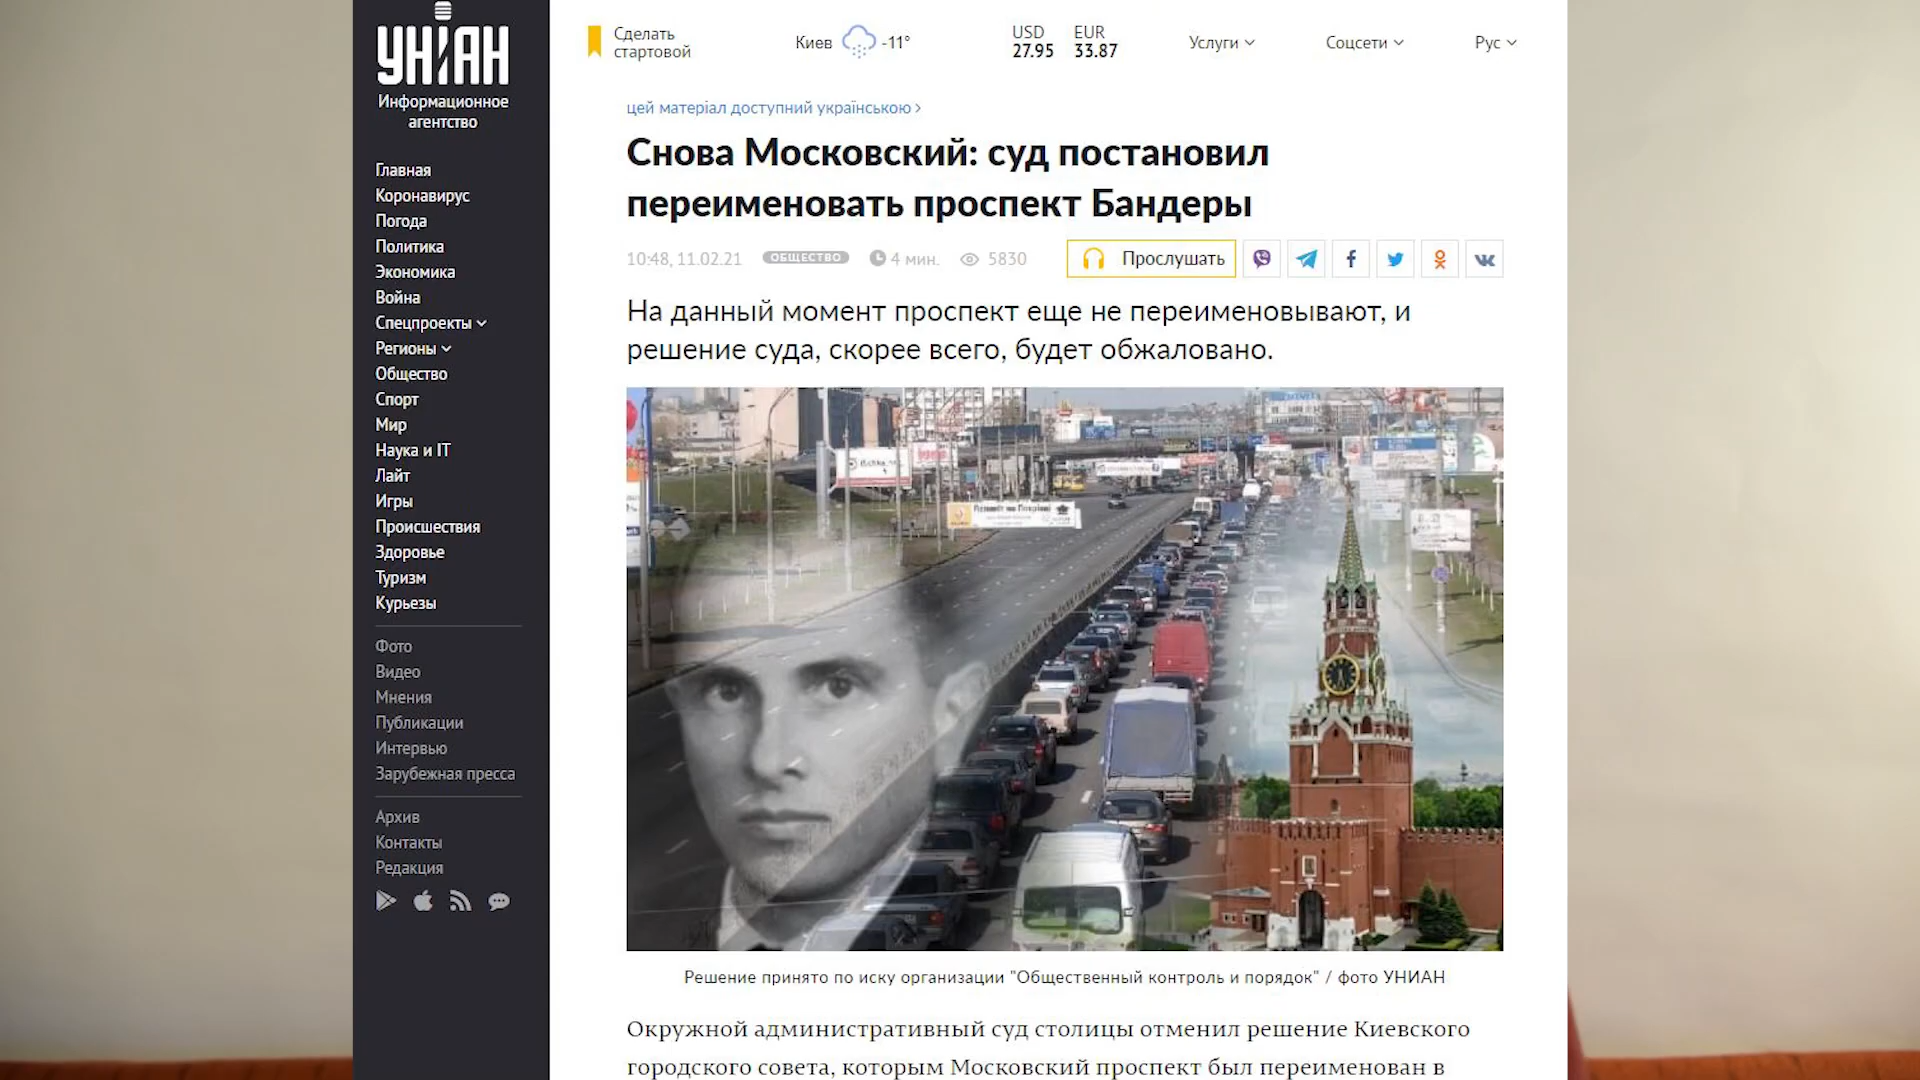 УНІАН
Информационное
агентство
Главная
Коронавирус
Погода
Политика
Экономика
Война
Спецпроекты
Регионы
Общество
Спорт
Мир
Наука и IT
Лайт
Игры
Происшествия
Здоровье
Туризм
Курьезы
Фото
Видео
Мнения
Публикации
Интервью
Зарубежная пресса
Архив
Контакты
Редакция
Сделать
стартовой
Киев -11°
USD
27.95
EUR
33.87
Услуги
Соцсети
Рус
цей матеріал доступний українською
Снова Московский: суд постановил
переименовать проспект Бандеры
10:48, 11.02.21 ОБЩЕСТВО 4 мин. 5830
Прослушать
На данный момент проспект еще не переименовывают, и
решение суда, скорее всего, будет обжаловано.
Решение принято по иску организации "Общественный контроль и порядок" / фото УНИАН
Окружной административный суд столицы отменил решение Киевского
городского совета, которым Московский проспект был переименован в